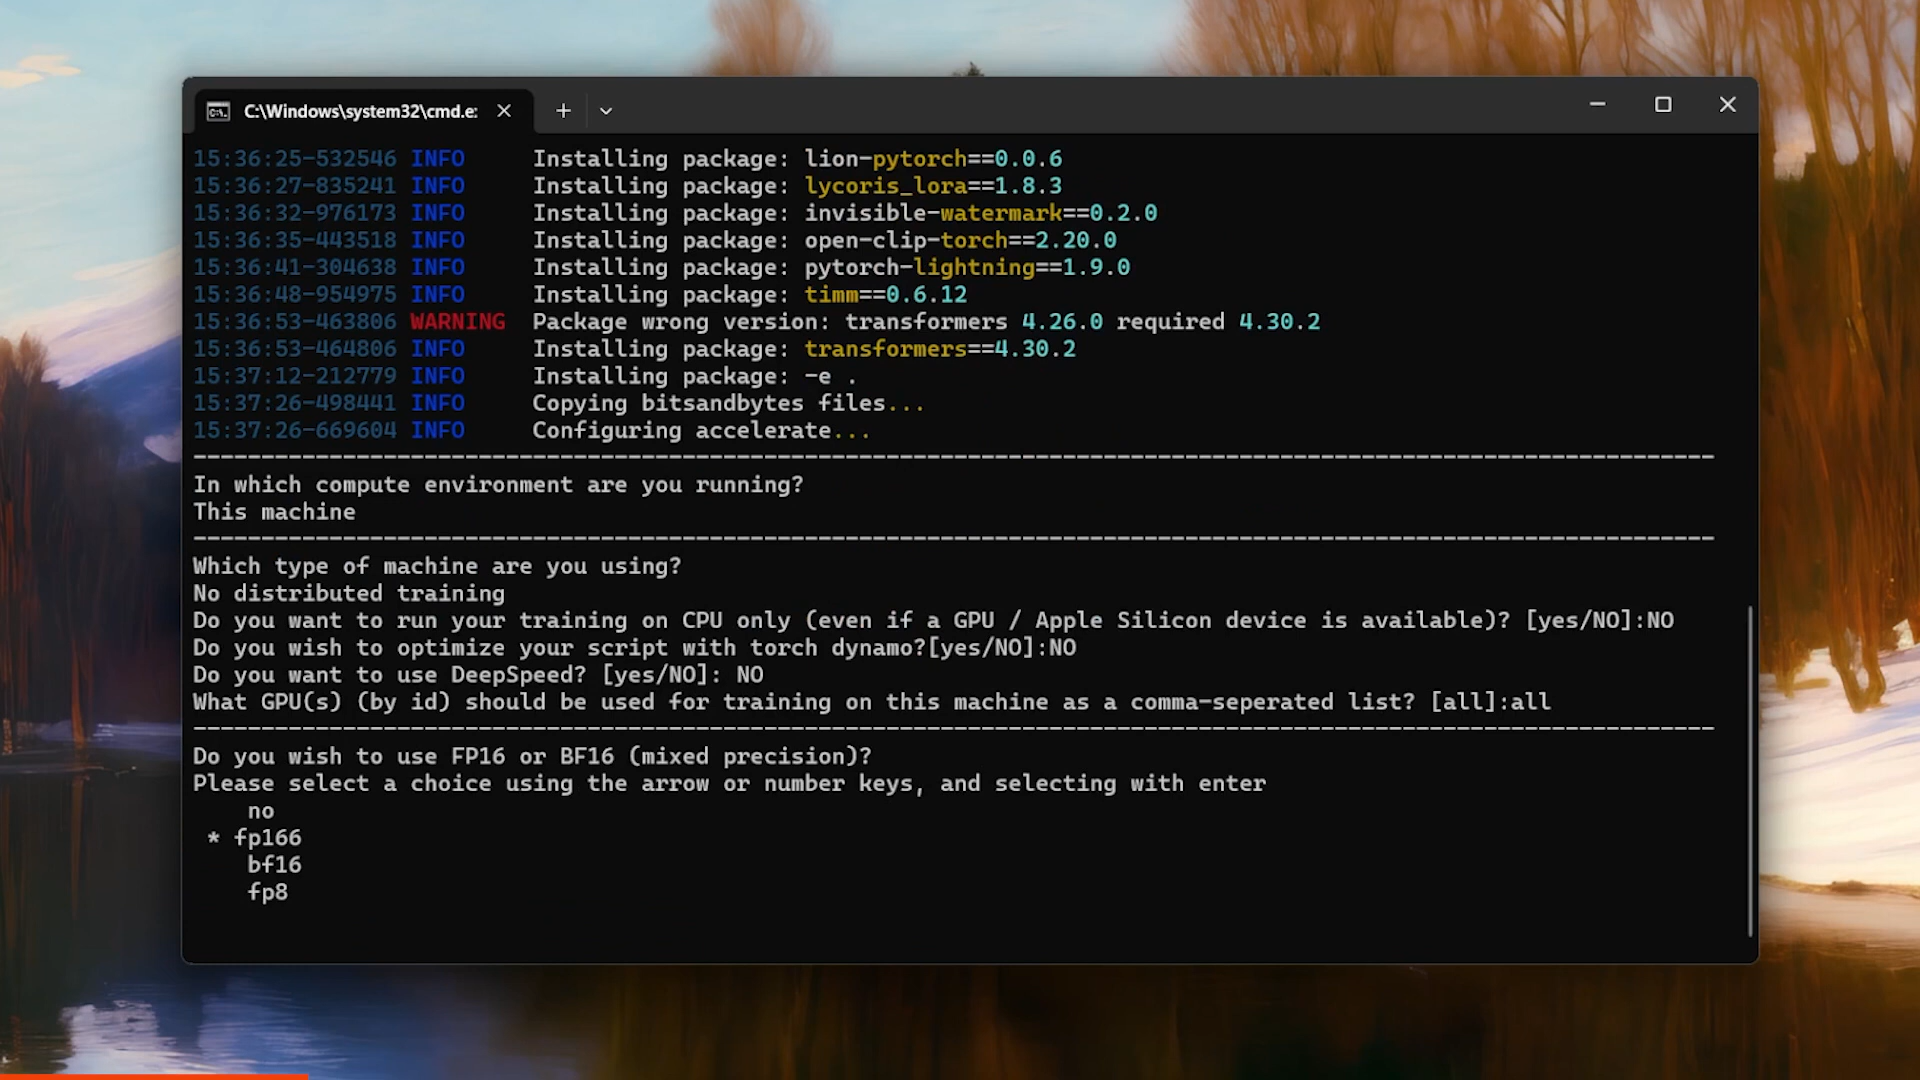 C:\Windows\system32\cmd.e:
15:36:25-532546 INFO Installing package: lion-pytorch==0.0.6
15:36:27-835241 INFO Installing package: lycoris_lora==1.8.3
15:36:32-976173 INFO Installing package: invisible-watermark==0.2.0
15:36:35-443518 INFO Installing package: open-clip-torch==2.20.0
15:36:41-304638 INFO Installing package: pytorch-lightning==1.9.0
15:36:48-954975 INFO Installing package: timm==0.6.12
15:36:53-463806 WARNING Package wrong version: transformers 4.26.0 required 4.30.2
15:36:53-464806 INFO Installing package: transformers==4.30.2
15:37:12-212779 INFO Installing package: -e .
15:37:26-498441 INFO Copying bitsandbytes files...
15:37:26-669604 INFO Configuring accelerate...
----------------------------------------------------------------------------------------------------------------
In which compute environment are you running?
This machine
----------------------------------------------------------------------------------------------------------------
Which type of machine are you using?
No distributed training
Do you want to run your training on CPU only (even if a GPU / Apple Silicon device is available)? [yes/NO]:NO
Do you wish to optimize your script with torch dynamo?[yes/NO]:NO
Do you want to use DeepSpeed? [yes/NO]: NO
What GPU(s) (by id) should be used for training on this machine as a comma-seperated list? [all]:all
----------------------------------------------------------------------------------------------------------------
Do you wish to use FP16 or BF16 (mixed precision)?
Please select a choice using the arrow or number keys, and selecting with enter
no
* fp166
bf16
fp8